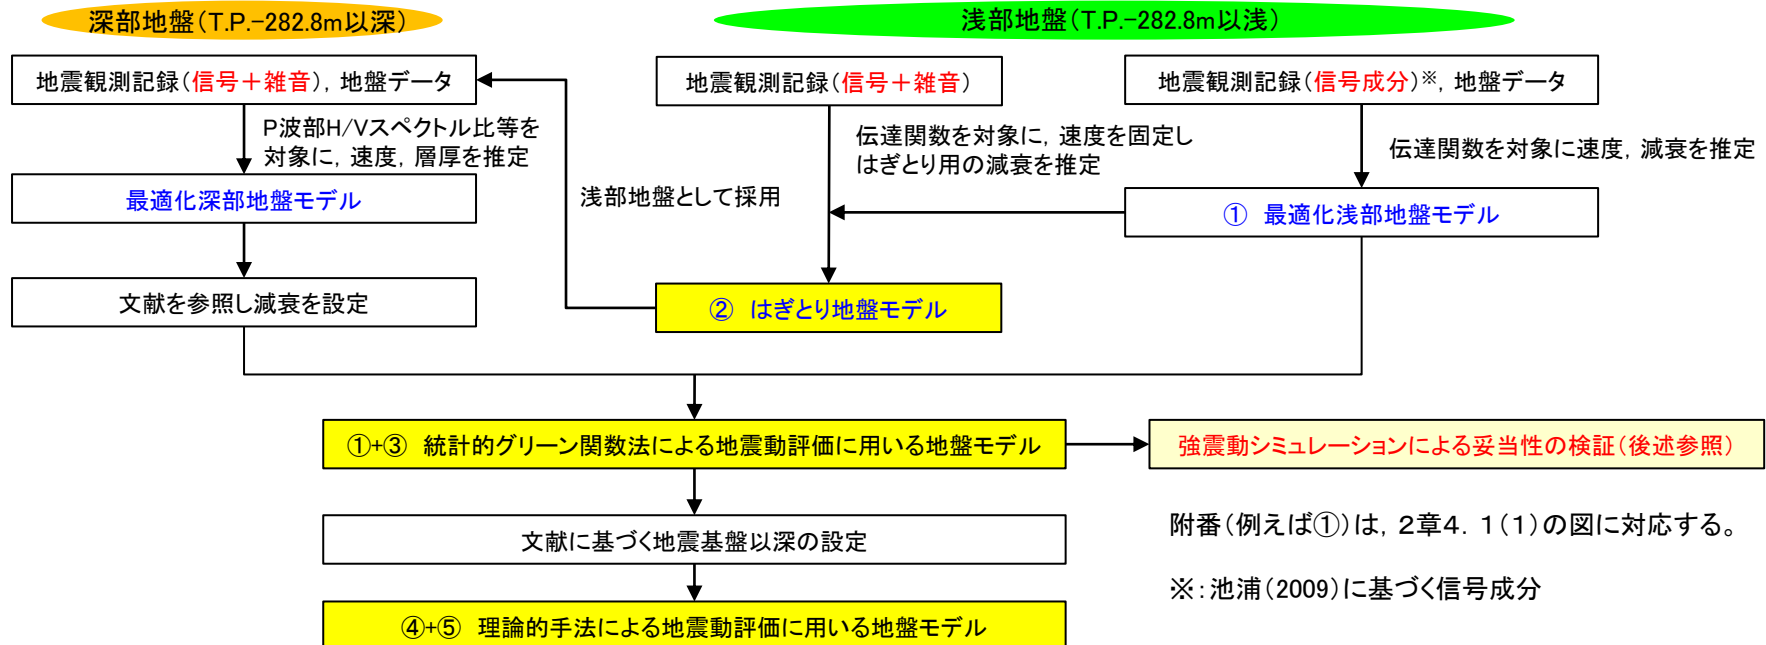 深部地盤(T.P.-282.8m以深)
浅部地盤(T.P.-282.8m以浅)
地震観測記録(信号＋雑音), 地盤データ
地震観測記録(信号＋雑音)
地震観測記録(信号成分)※, 地盤データ
P波部H/Vスペクトル比等を
対象に, 速度, 層厚を推定
伝達関数を対象に, 速度を固定し
はぎとり用の減衰を推定
伝達関数を対象に速度, 減衰を推定
最適化深部地盤モデル
浅部地盤として採用
① 最適化浅部地盤モデル
文献を参照し減衰を設定
② はぎとり地盤モデル
①+③ 統計的グリーン関数法による地震動評価に用いる地盤モデル
強震動シミュレーションによる妥当性の検証(後述参照)
文献に基づく地震基盤以深の設定
附番(例えば①)は, 2章4. 1(1)の図に対応する。
※:池浦(2009)に基づく信号成分
④+⑤ 理論的手法による地震動評価に用いる地盤モデル